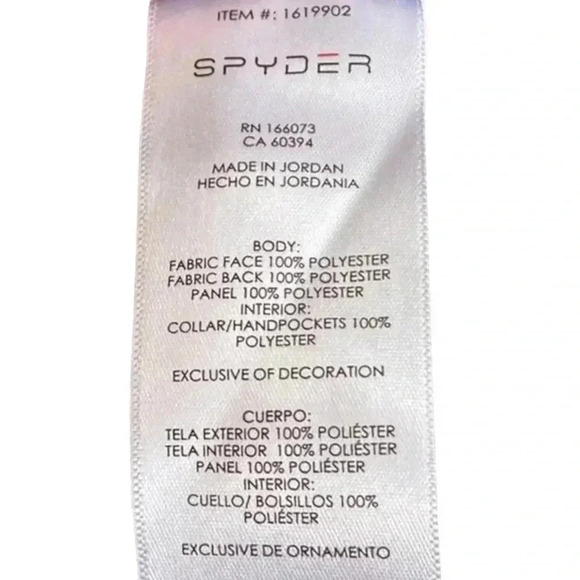 ITEM #: 1619902
SPYDER
RN 166073
CA 60394
MADE IN JORDAN
HECHO EN JORDANIA
BODY:
FABRIC FACE 100% POLYESTER
FABRIC BACK 100% POLYESTER
PANEL 100% POLYESTER
INTERIOR:
COLLAR/HANDPOCKETS 100%
POLYESTER
EXCLUSIVE OF DECORATION
CUERPO:
TELA EXTERIOR 100% POLIÉSTER
TELA INTERIOR 100% POLIÉSTER
PANEL 100% POLIÉSTER
INTERIOR:
CUELLO/ BOLSILLOS 100%
POLIÉSTER
EXCLUSIVE DE ORNAMENTO